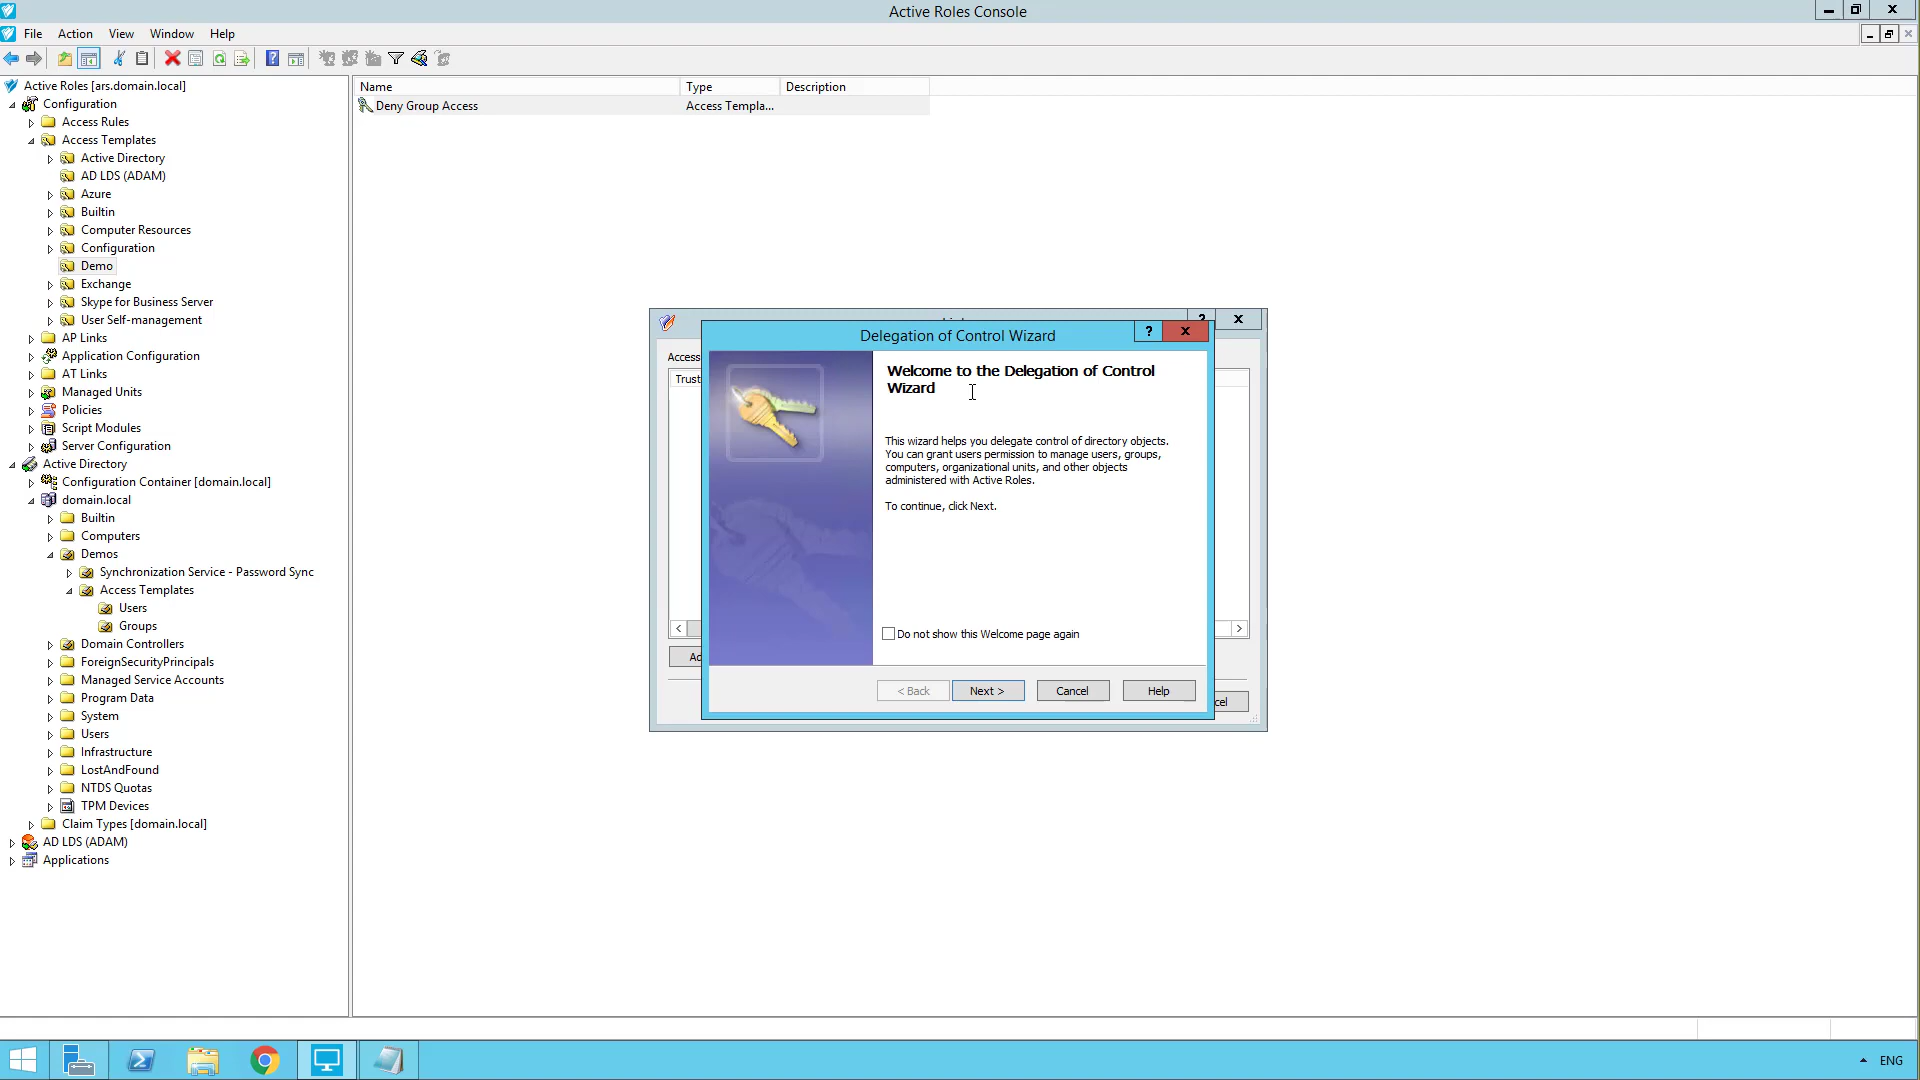 Active Roles Console
File Action View Window Help
Active Roles [ars.domain.local]
Configuration
Access Rules
Access Templates
Active Directory
AD LDS (ADAM)
Azure
Builtin
Computer Resources
Configuration
Demo
Exchange
Skype for Business Server
User Self-management
AP Links
Application Configuration
AT Links
Managed Units
Policies
Script Modules
Server Configuration
Active Directory
Configuration Container [domain.local]
domain.local
Builtin
Computers
Demos
Synchronization Service - Password Sync
Access Templates
Users
Groups
Domain Controllers
ForeignSecurityPrincipals
Managed Service Accounts
Program Data
System
Users
Infrastructure
LostAndFound
NTDS Quotas
TPM Devices
Claim Types [domain.local]
AD LDS (ADAM)
Applications
Name Type Description
Deny Group Access Access Templa...
Access
Trust
Ad
cel
Delegation of Control Wizard
Welcome to the Delegation of Control
Wizard
This wizard helps you delegate control of directory objects.
You can grant users permission to manage users, groups,
computers, organizational units, and other objects
administered with Active Roles.
To continue, click Next.
Do not show this Welcome page again
< Back Next > Cancel Help
ENG